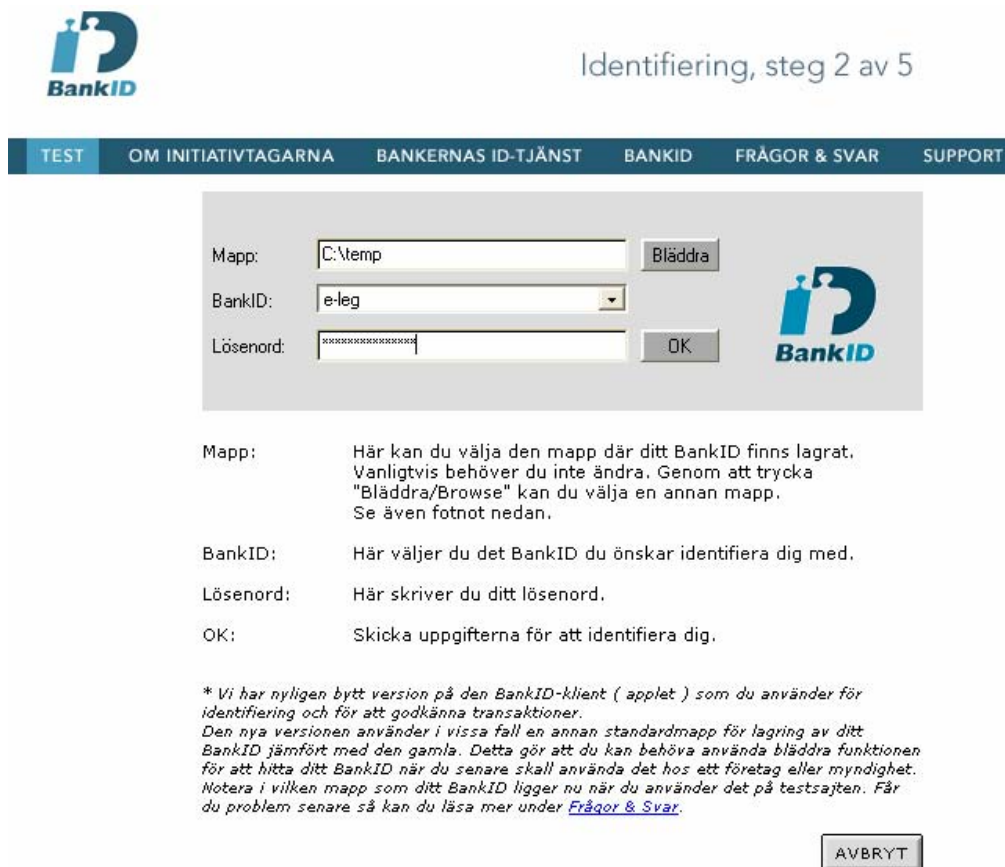 BankID
Identifiering, steg 2 av 5
TEST OM INITIATIVTAGARNA BANKERNAS ID-TJÄNST BANKID FRÅGOR & SVAR SUPPORT
Mapp: C:\temp Bläddra
BankID: e-leg
Lösenord: *************** OK
BankID
Mapp: Här kan du välja den mapp där ditt BankID finns lagrat.
Vanligtvis behöver du inte ändra. Genom att trycka
"Bläddra/Browse" kan du välja en annan mapp.
Se även fotnot nedan.
BankID: Här väljer du det BankID du önskar identifiera dig med.
Lösenord: Här skriver du ditt lösenord.
OK: Skicka uppgifterna för att identifiera dig.
* Vi har nyligen bytt version på den BankID-klient ( applet ) som du använder för
identifiering och för att godkänna transaktioner.
Den nya versionen använder i vissa fall en annan standardmapp för lagring av ditt
BankID jämfört med den gamla. Detta gör att du kan behöva använda bläddra funktionen
för att hitta ditt BankID när du senare skall använda det hos ett företag eller myndighet.
Notera i vilken mapp som ditt BankID ligger nu när du använder det på testsajten. Får
du problem senare så kan du läsa mer under Frågor & Svar.
AVBRYT